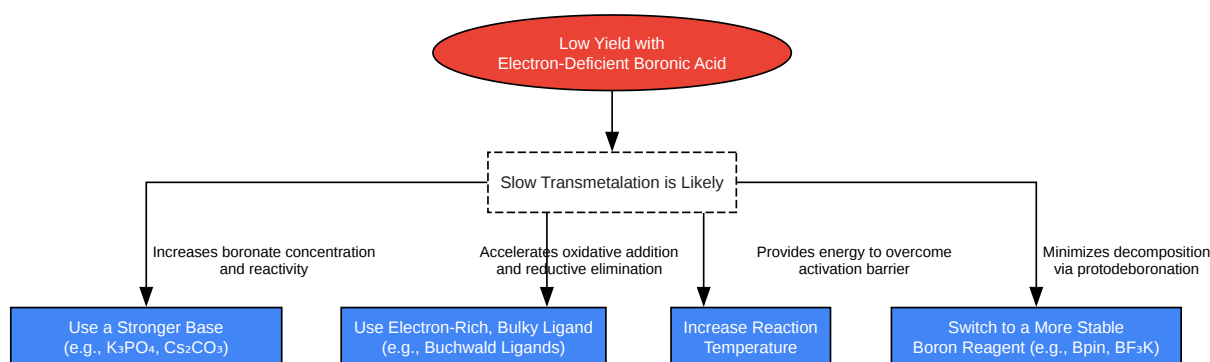 Low Yield with
Electron-Deficient Boronic Acid
Slow Transmetalation is Likely
Increases boronate concentration
and reactivity
Accelerates oxidative addition
and reductive elimination
Provides energy to overcome
activation barrier
Minimizes decomposition
via protodeboronation
Use a Stronger Base
(e.g., K₃PO₄, Cs₂CO₃)
Use Electron-Rich, Bulky Ligand
(e.g., Buchwald Ligands)
Increase Reaction
Temperature
Switch to a More Stable
Boron Reagent (e.g., Bpin, BF₃K)